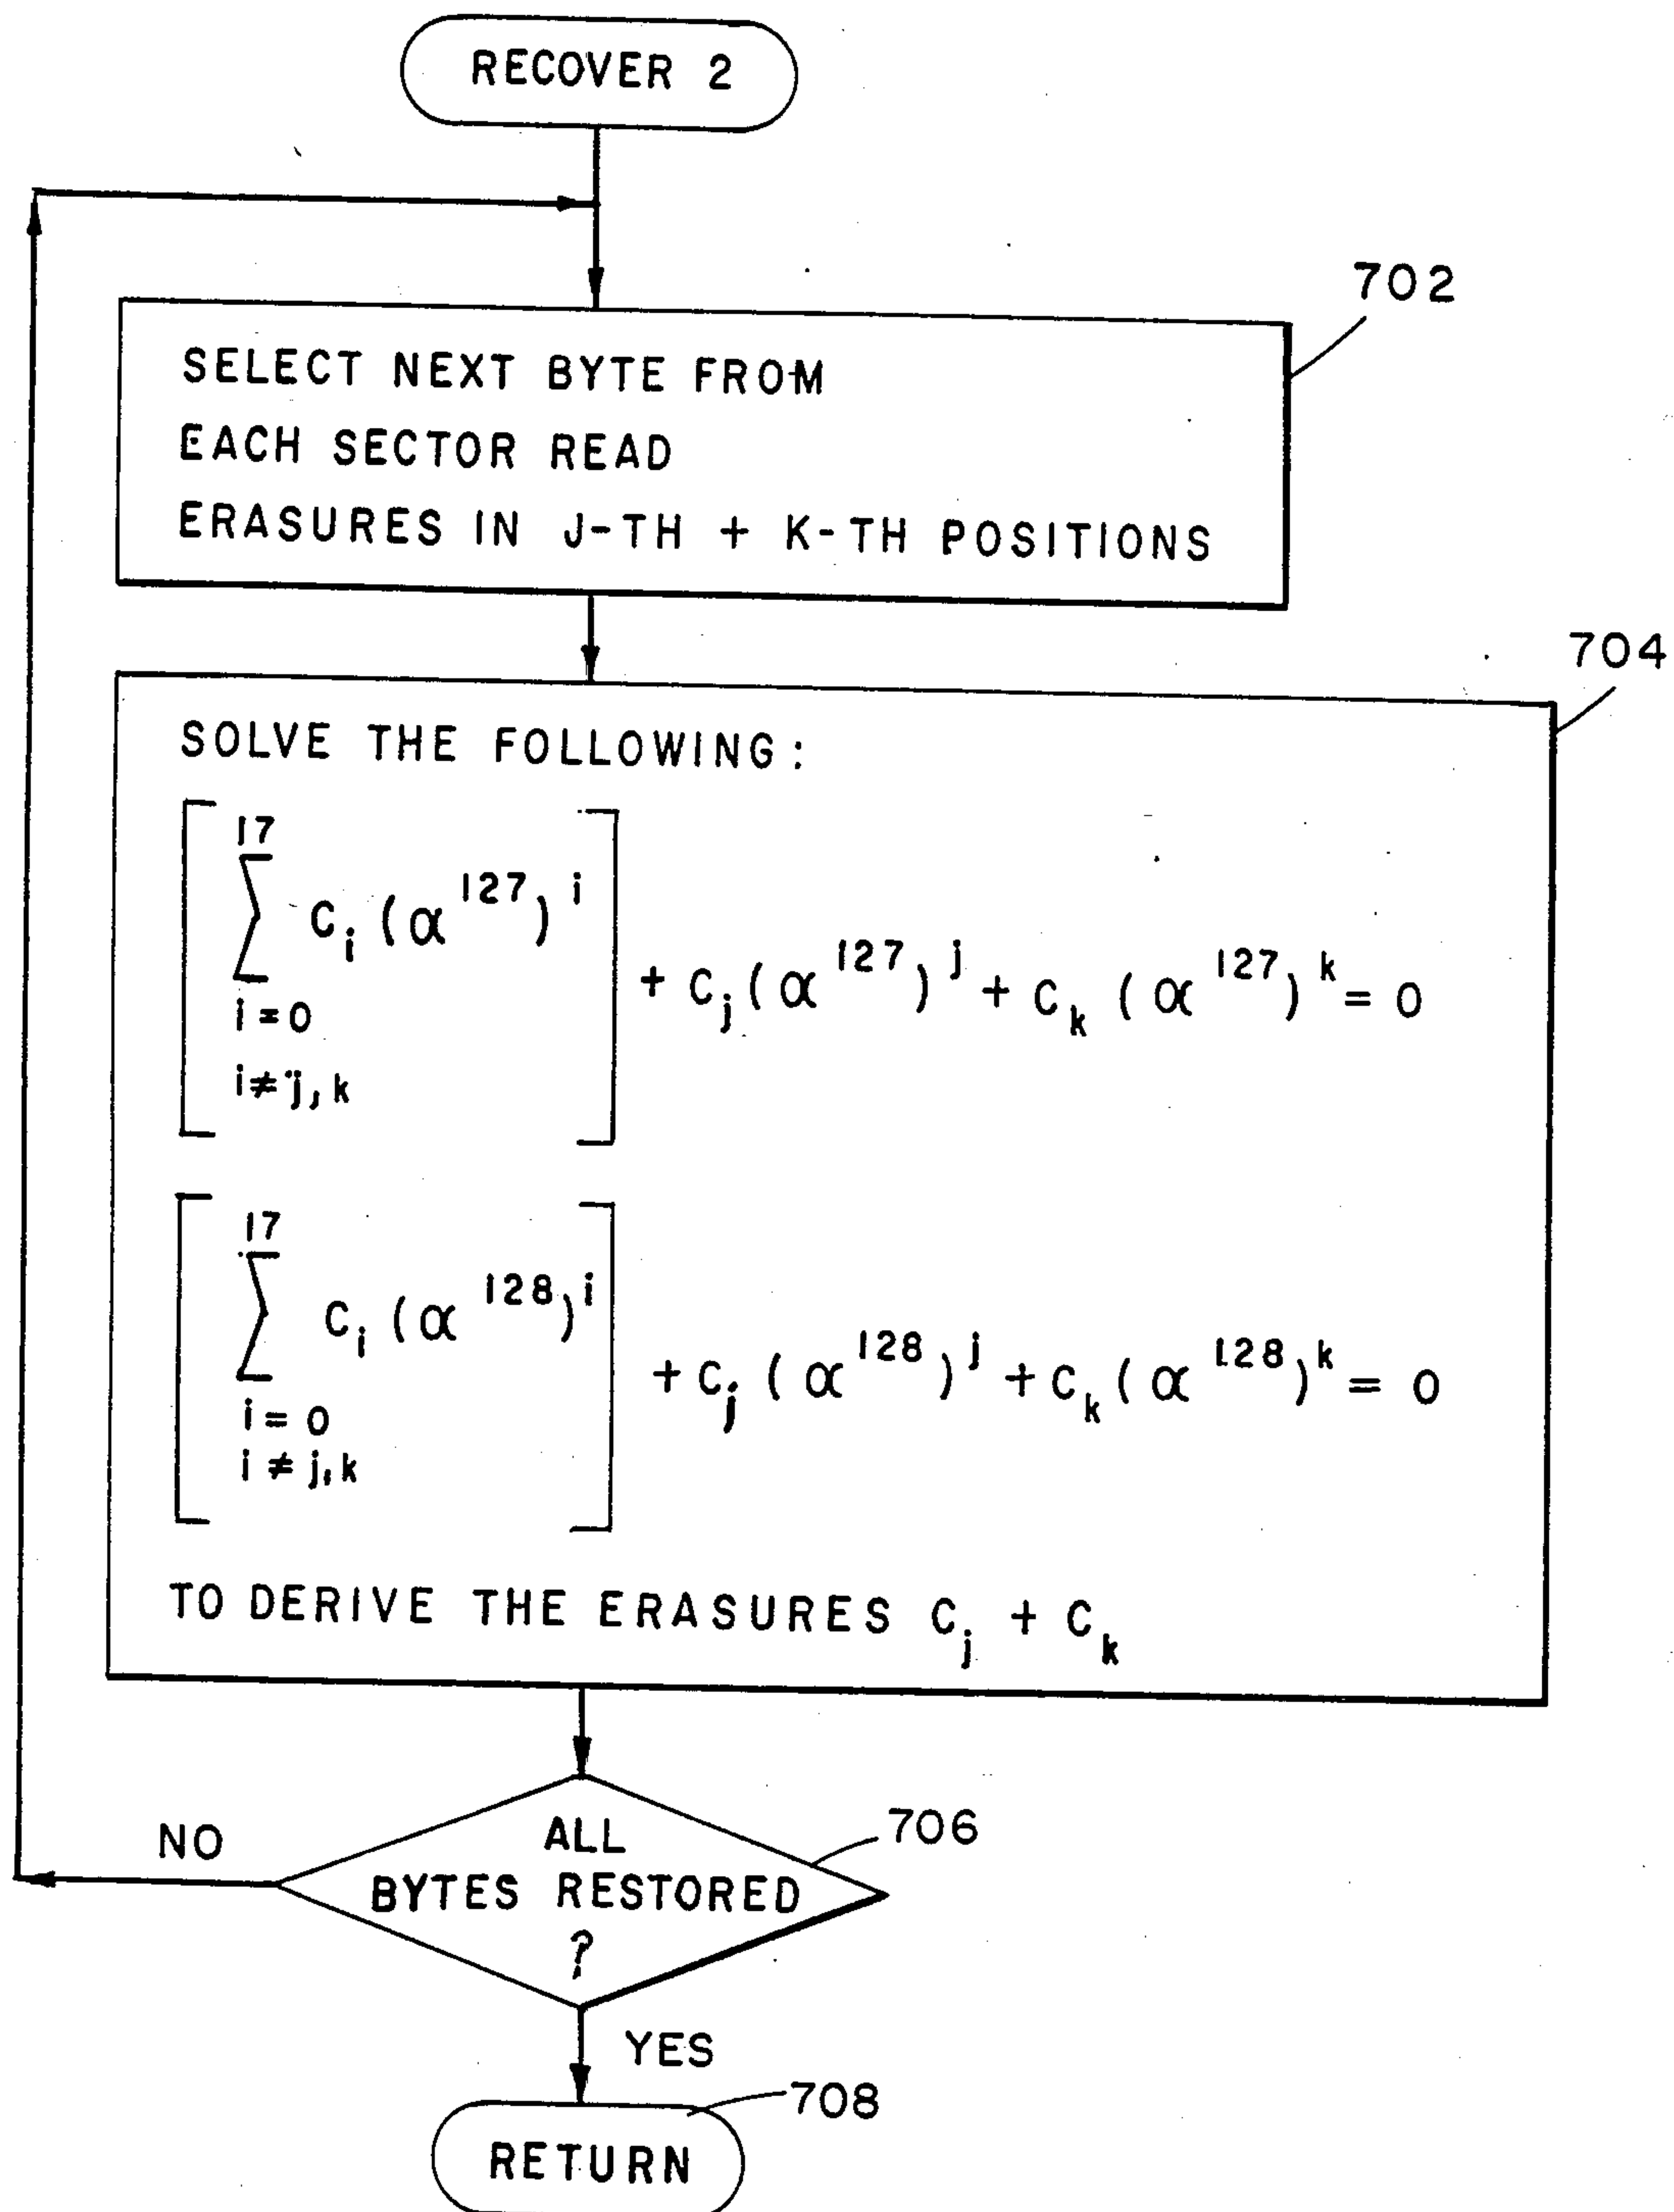 RECOVER 2
702
SELECT NEXT BYTE FROM
EACH SECTOR READ
ERASURES IN J-TH + K-TH POSITIONS
704
SOLVE THE FOLLOWING:
[ 17 ∑ i=0 i≠j,k C_i (α^127)^i ] + C_j (α^127)^j + C_k (α^127)^k = 0
[ 17 ∑ i=0 i≠j,k C_i (α^128)^i ] + C_j (α^128)^j + C_k (α^128)^k = 0
TO DERIVE THE ERASURES C_j + C_k
706
NO
ALL
BYTES RESTORED
?
YES
708
RETURN